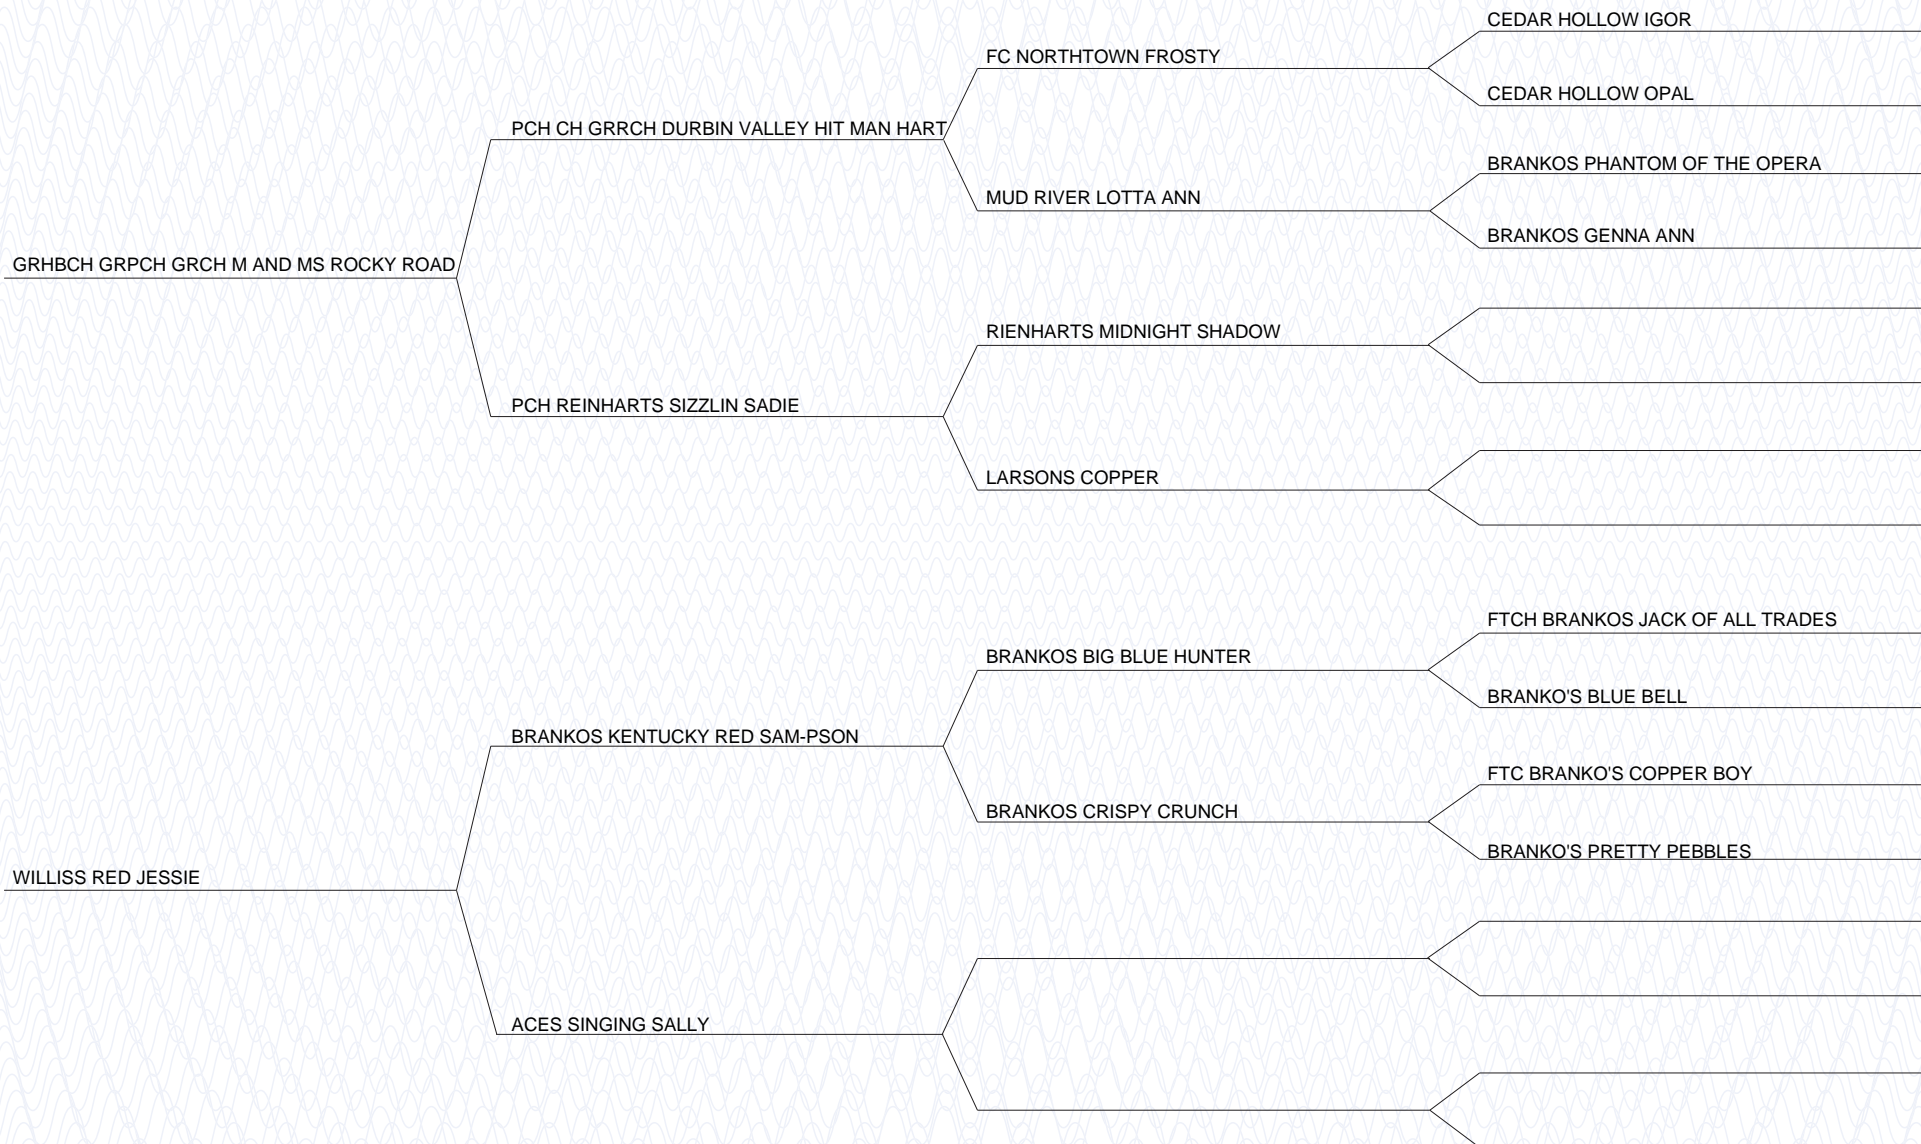 CEDAR HOLLOW IGOR
FC NORTHTOWN FROSTY
CEDAR HOLLOW OPAL
PCH CH GRRCH DURBIN VALLEY HIT MAN HART
BRANKOS PHANTOM OF THE OPERA
MUD RIVER LOTTA ANN
BRANKOS GENNA ANN
GRHBCH GRPCH GRCH M AND MS ROCKY ROAD
RIENHARTS MIDNIGHT SHADOW
PCH REINHARTS SIZZLIN SADIE
LARSONS COPPER
FTCH BRANKOS JACK OF ALL TRADES
BRANKOS BIG BLUE HUNTER
BRANKO'S BLUE BELL
BRANKOS KENTUCKY RED SAM-PSON
FTC BRANKO'S COPPER BOY
BRANKOS CRISPY CRUNCH
BRANKO'S PRETTY PEBBLES
WILLISS RED JESSIE
ACES SINGING SALLY